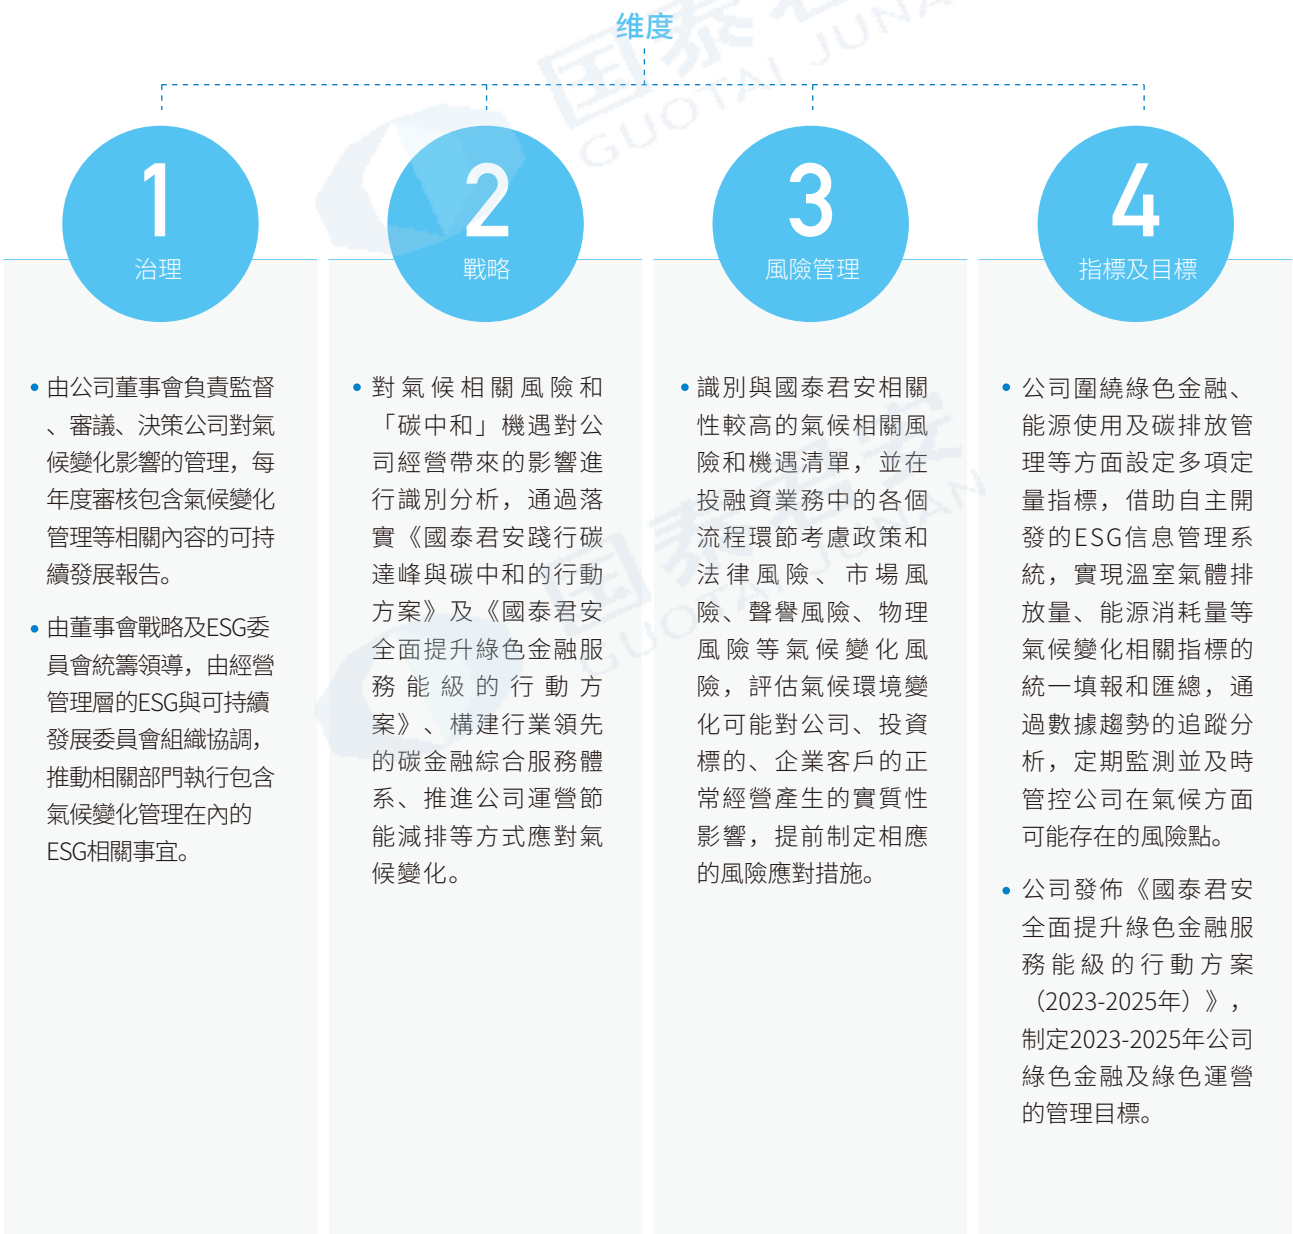 维度
1
治理
由公司董事會負責監督
、審議、決策公司對氣
候變化影響的管理，每
年度審核包含氣候變化
管理等相關內容的可持
續發展報告。
由董事會戰略及ESG委
員會統籌領導，由經營
管理層的ESG與可持續
發展委員會組織協調，
推動相關部門執行包含
氣候變化管理在內的
ESG相關事宜。
2
戰略
對氣候相關風險和
「碳中和」機遇對公
司經營帶來的影響進
行識別分析，通過落
實《國泰君安踐行碳
達峰與碳中和的行動
方案》及《國泰君安
全面提升綠色金融服
務能級的行動方
案》、構建行業領先
的碳金融綜合服務體
系、推進公司運營節
能減排等方式應對氣
候變化。
3
風險管理
識別與國泰君安相關
性較高的氣候相關風
險和機遇清單，並在
投融資業務中的各個
流程環節考慮政策和
法律風險、市場風
險、聲譽風險、物理
風險等氣候變化風
險，評估氣候環境變
化可能對公司、投資
標的、企業客戶的正
常經營產生的實質性
影響，提前制定相應
的風險應對措施。
4
指標及目標
公司圍繞綠色金融、
能源使用及碳排放管
理等方面設定多項定
量指標，借助自主開
發的ESG信息管理系
統，實現溫室氣體排
放量、能源消耗量等
氣候變化相關指標的
統一填報和匯總，通
過數據趨勢的追蹤分
析，定期監測並及時
管控公司在氣候方面
可能存在的風險點。
公司發佈《國泰君安
全面提升綠色金融服
務能級的行動方案
（2023-2025年）》，
制定2023-2025年公司
綠色金融及綠色運營
的管理目標。
国泰君安
GUOTAI JUNAN
国泰君安
GUOTAI JUNAN